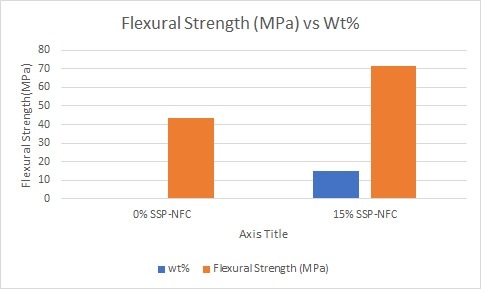 Flexural Strength (MPa) vs Wt%
80
70
60
50
40
30
20
10
0
Flexural Strength(MPa)
0% SSP-NFC 15% SSP-NFC
Axis Title
wt% Flexural Strength (MPa)